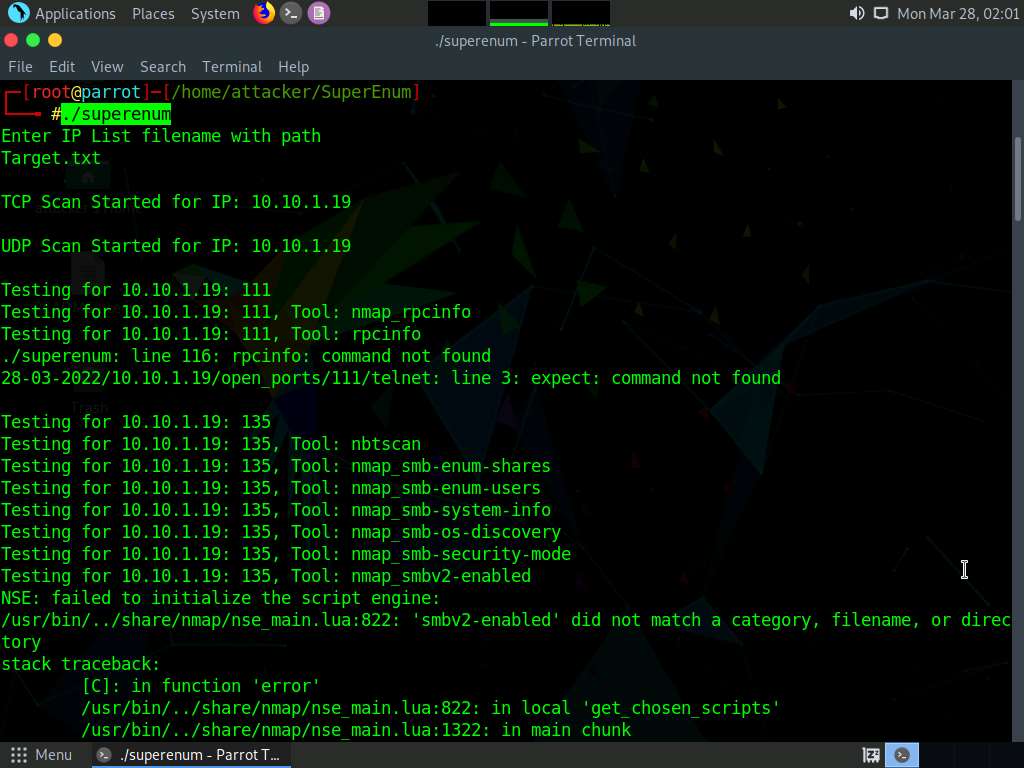 Applications Places System Mon Mar 28, 02:01
./superenum - Parrot Terminal
File Edit View Search Terminal Help
┌─[root@parrot]─[/home/attacker/SuperEnum]
└──╼ #./superenum
Enter IP List filename with path
Target.txt
TCP Scan Started for IP: 10.10.1.19
UDP Scan Started for IP: 10.10.1.19
Testing for 10.10.1.19: 111
Testing for 10.10.1.19: 111, Tool: nmap_rpcinfo
Testing for 10.10.1.19: 111, Tool: rpcinfo
./superenum: line 116: rpcinfo: command not found
28-03-2022/10.10.1.19/open_ports/111/telnet: line 3: expect: command not found
Trash
Testing for 10.10.1.19: 135
Testing for 10.10.1.19: 135, Tool: nbtscan
Testing for 10.10.1.19: 135, Tool: nmap_smb-enum-shares
Testing for 10.10.1.19: 135, Tool: nmap_smb-enum-users
Testing for 10.10.1.19: 135, Tool: nmap_smb-system-info
Testing for 10.10.1.19: 135, Tool: nmap_smb-os-discovery
Testing for 10.10.1.19: 135, Tool: nmap_smb-security-mode
Testing for 10.10.1.19: 135, Tool: nmap_smbv2-enabled
NSE: failed to initialize the script engine:
/usr/bin/../share/nmap/nse_main.lua:822: 'smbv2-enabled' did not match a category, filename, or direc
tory
stack traceback:
[C]: in function 'error'
/usr/bin/../share/nmap/nse_main.lua:822: in local 'get_chosen_scripts'
/usr/bin/../share/nmap/nse_main.lua:1322: in main chunk
Menu ./superenum - Parrot T...